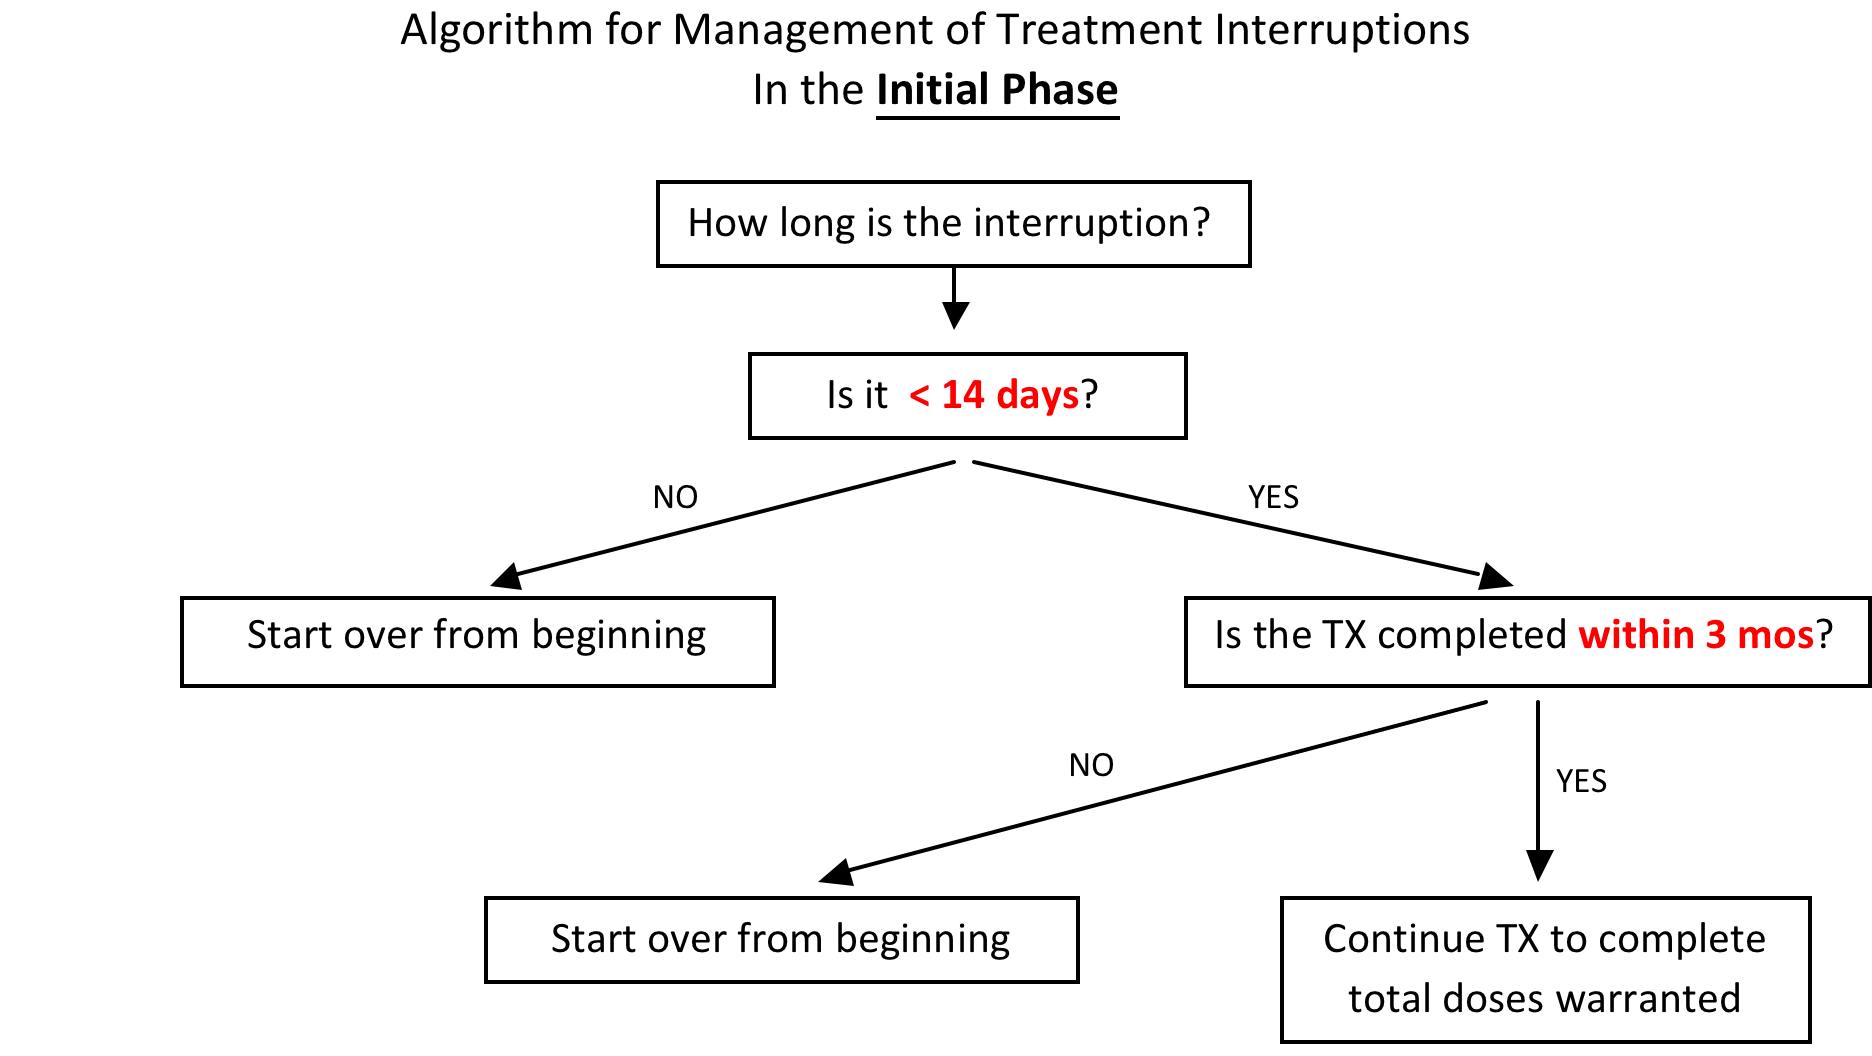 Algorithm for Management of Treatment Interruptions
In the Initial Phase
How long is the interruption?
Is it < 14 days?
NO
YES
Start over from beginning
Is the TX completed within 3 mos?
NO
YES
Start over from beginning
Continue TX to complete
total doses warranted